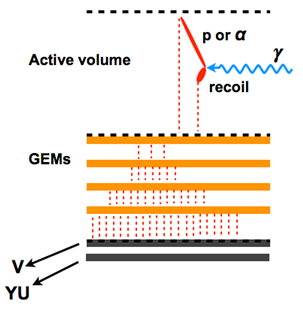 p or α
γ
Active volume
recoil
GEMs
V
YU